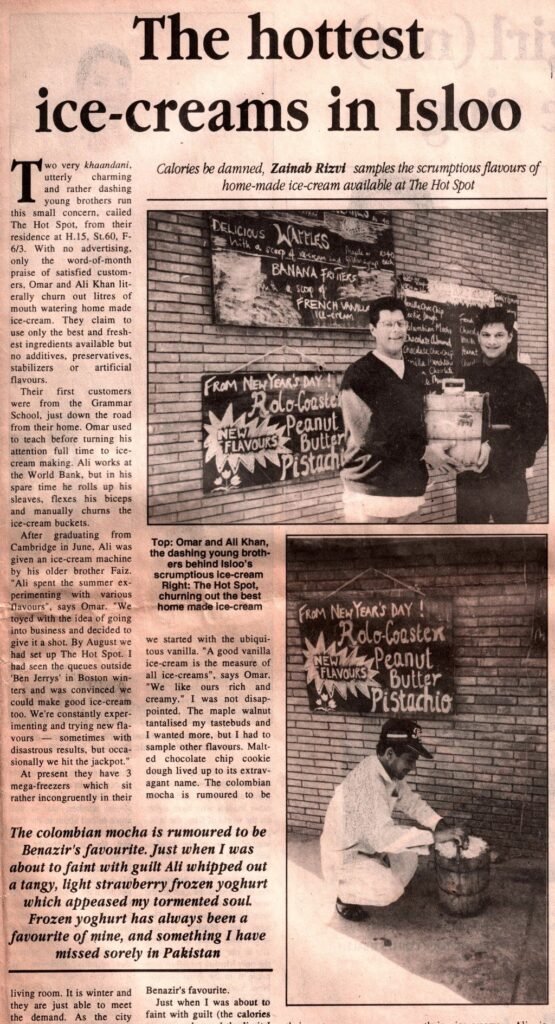 The hottest
ice-creams in Isloo
Calories be damned, Zainab Rizvi samples the scrumptious flavours of
home-made ice-cream available at The Hot Spot
Two very khaandani,
utterly charming
and rather dashing
young brothers run
this small concern, called
The Hot Spot, from their
residence at H.15, St.60, F-
6/3. With no advertising,
only the word-of-month
praise of satisfied custom-
ers, Omar and Ali Khan lit-
erally churn out litres of
mouth watering home made
ice-cream. They claim to
use only the best and fresh-
est ingredients available but
no additives, preservatives,
stabilizers or artificial
flavours.
Their first customers
were from the Grammar
School, just down the road
from their home. Omar used
to teach before turning his
attention full time to ice-
cream making. Ali works at
the World Bank, but in his
spare time he rolls up his
sleaves, flexes his biceps
and manually churns the
ice-cream buckets.
After graduating from
Cambridge in June, Ali was
given an ice-cream machine
by his older brother Faiz.
"Ali spent the summer ex-
perimenting with various
flavours", says Omar. "We
toyed with the idea of going
into business and decided to
give it a shot. By August we
had set up The Hot Spot. I
had seen the queues outside
'Ben Jerrys' in Boston win-
ters and was convinced we
could make good ice-cream
too. We're constantly exper-
imenting and trying new fla-
vours — sometimes with
disastrous results, but occa-
sionally we hit the jackpot."
At present they have 3
mega-freezers which sit
rather incongruently in their
The colombian mocha is rumoured to be
Benazir's favourite. Just when I was
about to faint with guilt Ali whipped out
a tangy, light strawberry frozen yoghurt
which appeased my tormented soul.
Frozen yoghurt has always been a
favourite of mine, and something I have
missed sorely in Pakistan
living room. It is winter and
they are just able to meet
the demand. As the city
DELICIOUS WAFFLES
With a scoop of
BANANA FRITTERS
with a scoop of
FRENCH VANILLA
ICE-cream
FROM NEW YEAR'S DAY!
Rolo-Coaster
NEW FLAVOURS
Peanut
Butter
Pistachio
Top: Omar and Ali Khan,
the dashing young broth-
ers behind Isloo's
scrumptious ice-cream
Right: The Hot Spot,
churning out the best
home made ice-cream
we started with the ubiqui-
tous vanilla. "A good vanilla
ice-cream is the measure of
all ice-creams", says Omar.
"We like ours rich and
creamy." I was not disap-
pointed. The maple walnut
tantalised my tastebuds and
I wanted more, but I had to
sample other flavours. Malt-
ed chocolate chip cookie
dough lived up to its extrav-
agant name. The colombian
mocha is rumoured to be
Benazir's favourite.
Just when I was about to
faint with guilt (the calories
FROM NEW YEAR'S DAY!
Rolo-Coaster
NEW FLAVOURS
Peanut
Butter
Pistachio